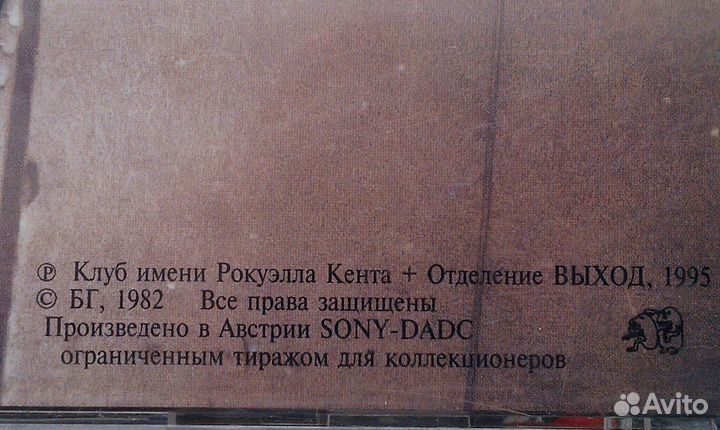 ℗ Клуб имени Рокуэлла Кента + Отделение ВЫХОД, 1995
© БГ, 1982 Все права защищены
Произведено в Австрии SONY-DADC
ограниченным тиражом для коллекционеров
Avito